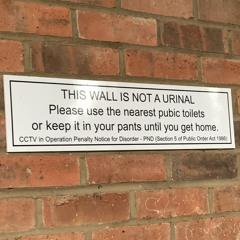 THIS WALL IS NOT A URINAL
Please use the nearest pubic toilets
or keep it in your pants until you get home.
CCTV in Operation Penalty Notice for Disorder - PND (Section 5 of Public Order Act 1986)